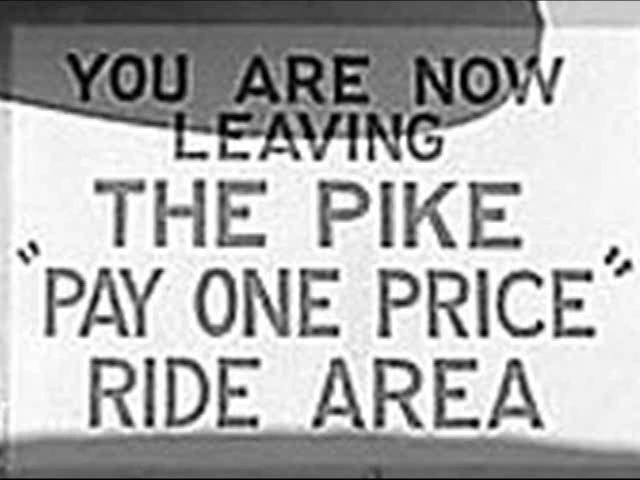 YOU ARE NOW
LEAVING
THE PIKE
"PAY ONE PRICE"
RIDE AREA